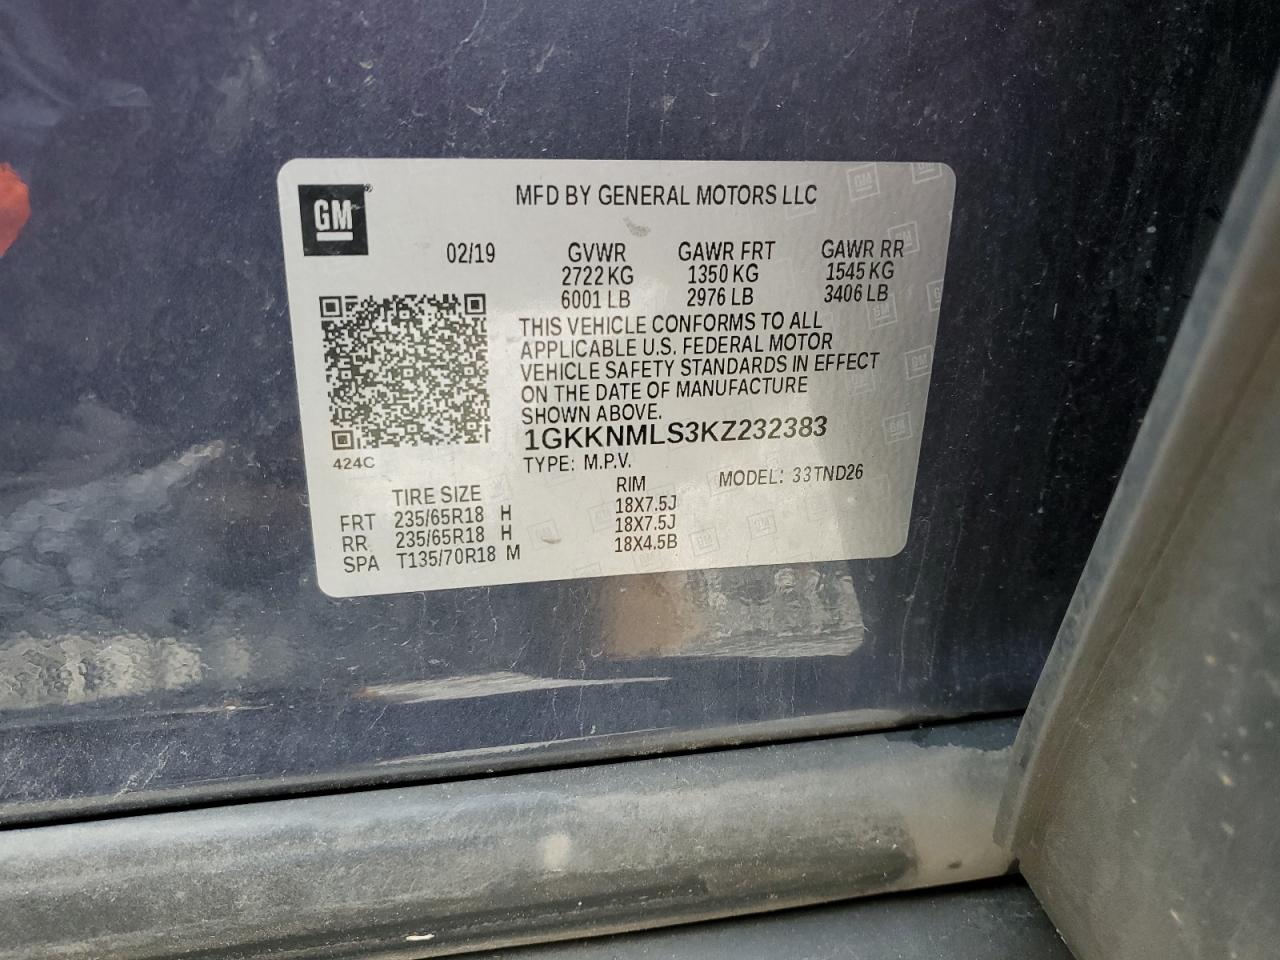 GM
MFD BY GENERAL MOTORS LLC
02/19 GVWR GAWR FRT GAWR RR
2722 KG 1350 KG 1545 KG
6001 LB 2976 LB 3406 LB
THIS VEHICLE CONFORMS TO ALL
APPLICABLE U.S. FEDERAL MOTOR
VEHICLE SAFETY STANDARDS IN EFFECT
ON THE DATE OF MANUFACTURE
SHOWN ABOVE.
1GKKNMLS3KZ232383
424C
TYPE: M.P.V. MODEL: 33TND26
TIRE SIZE RIM
FRT 235/65R18 H 18X7.5J
RR 235/65R18 H 18X7.5J
SPA T135/70R18 M 18X4.5B